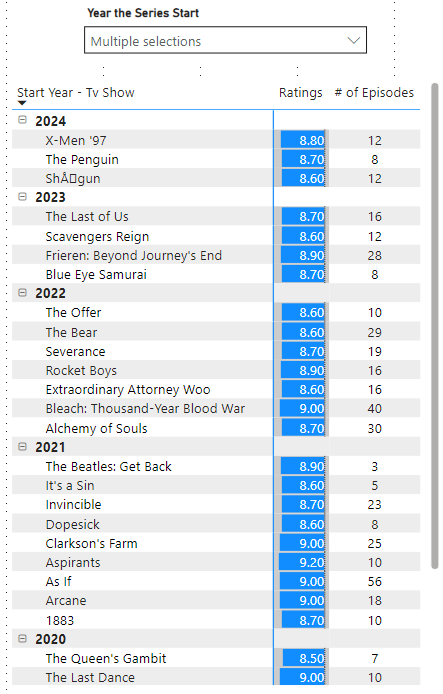 Year the Series Start
Multiple selections
Start Year - Tv Show Ratings # of Episodes
2024
X-Men '97 8.80 12
The Penguin 8.70 8
ShÅ▯gun 8.60 12
2023
The Last of Us 8.70 16
Scavengers Reign 8.60 12
Frieren: Beyond Journey's End 8.90 28
Blue Eye Samurai 8.70 8
2022
The Offer 8.60 10
The Bear 8.60 29
Severance 8.70 19
Rocket Boys 8.90 16
Extraordinary Attorney Woo 8.60 16
Bleach: Thousand-Year Blood War 9.00 40
Alchemy of Souls 8.70 30
2021
The Beatles: Get Back 8.90 3
It's a Sin 8.60 5
Invincible 8.70 23
Dopesick 8.60 8
Clarkson's Farm 9.00 25
Aspirants 9.20 10
As If 9.00 56
Arcane 9.00 18
1883 8.70 10
2020
The Queen's Gambit 8.50 7
The Last Dance 9.00 10